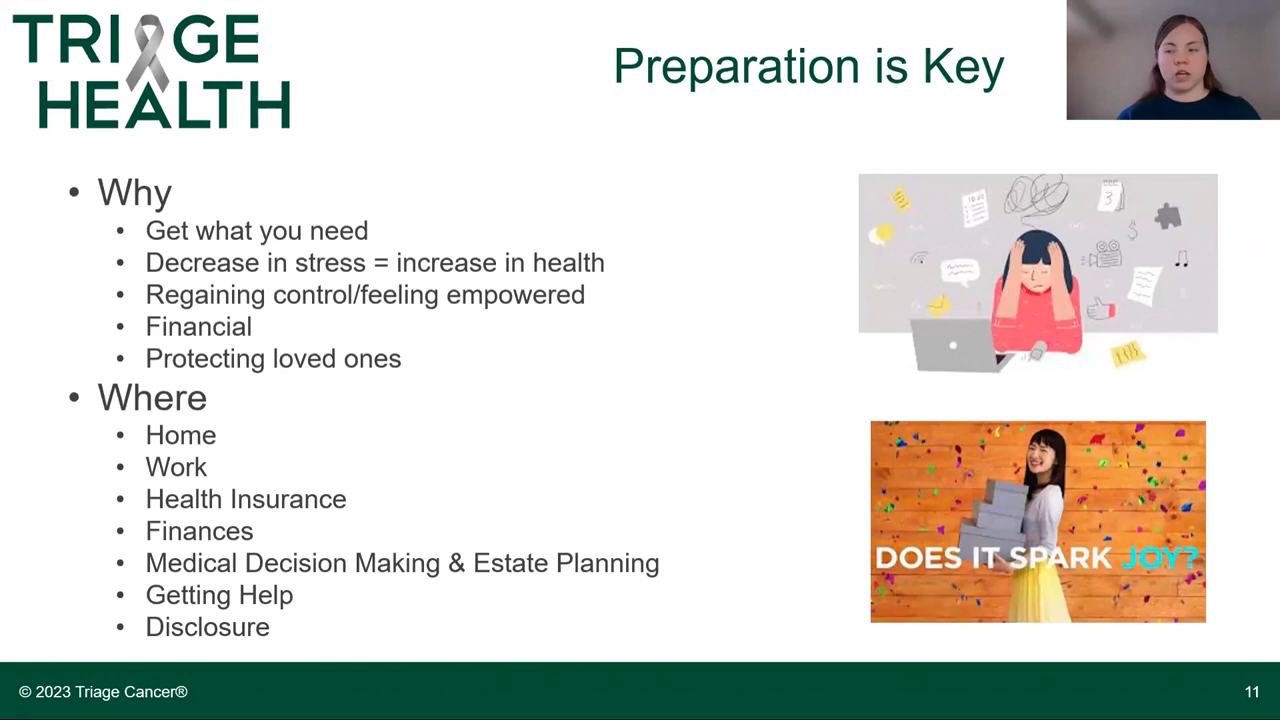 TRIAGE
HEALTH
Preparation is Key
• Why
• Get what you need
• Decrease in stress = increase in health
• Regaining control/feeling empowered
• Financial
• Protecting loved ones
• Where
• Home
• Work
• Health Insurance
• Finances
• Medical Decision Making & Estate Planning
• Getting Help
• Disclosure
3
DOES IT SPARK JOY?
© 2023 Triage Cancer®
11